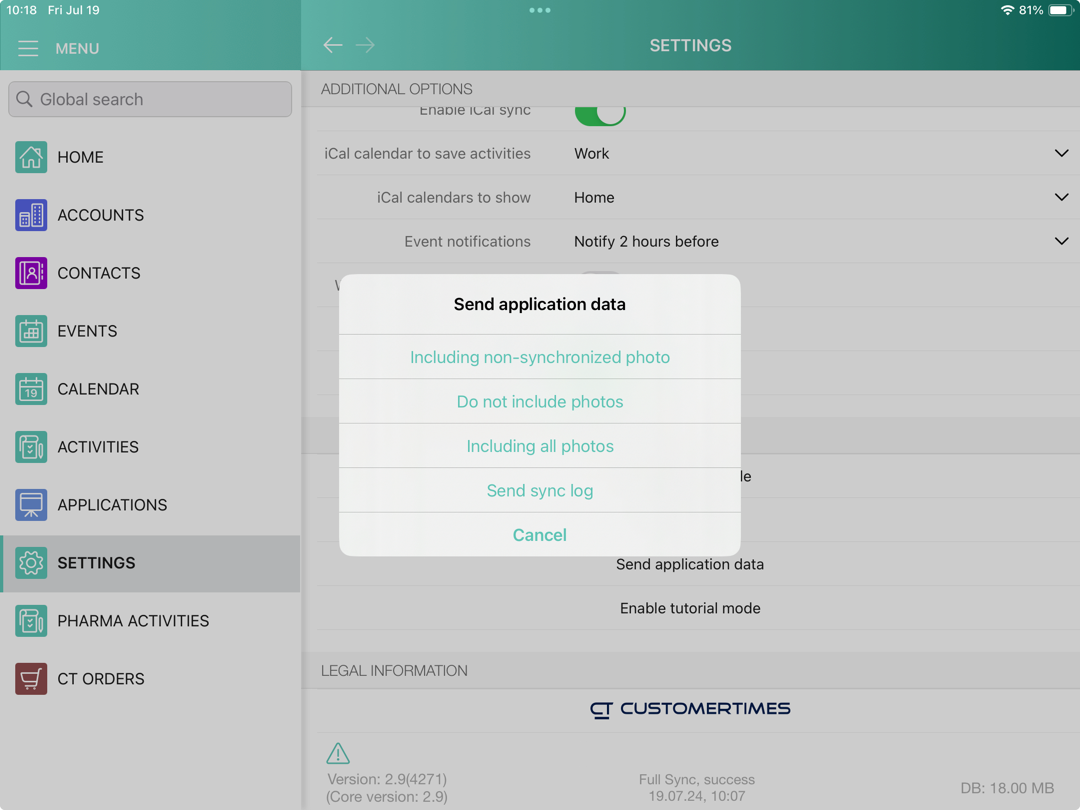 10:18 Fri Jul 19
81%
MENU
SETTINGS
Global search
HOME
ACCOUNTS
CONTACTS
EVENTS
19
CALENDAR
ACTIVITIES
APPLICATIONS
SETTINGS
PHARMA ACTIVITIES
CT ORDERS
ADDITIONAL OPTIONS
Enable iCal sync
iCal calendar to save activities Work
iCal calendars to show Home
Event notifications Notify 2 hours before
Send application data
Including non-synchronized photo
Do not include photos
Including all photos
Send sync log
Cancel
Send application data
Enable tutorial mode
LEGAL INFORMATION
CT CUSTOMERTIMES
Version: 2.9(4271)
(Core version: 2.9)
Full Sync, success
19.07.24, 10:07
DB: 18.00 MB